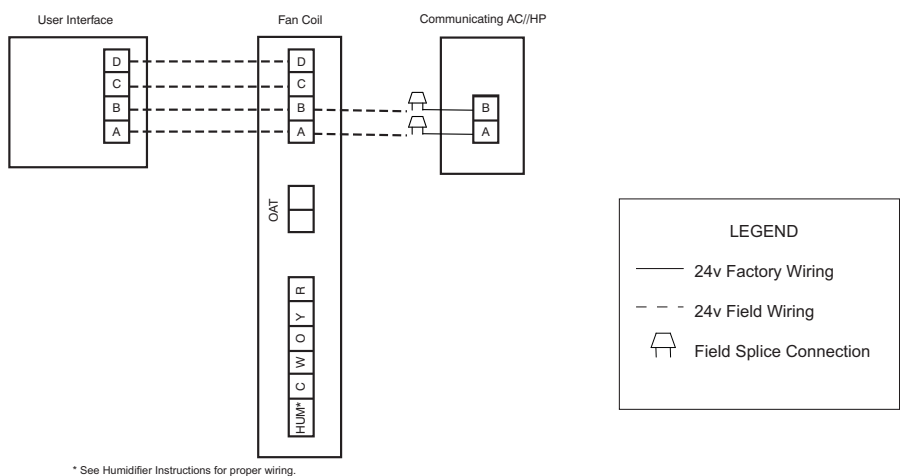 User Interface
Fan Coil
Communicating AC//HP
D
C
B
A
D
C
B
A
B
A
OAT
R
Y
O
W
C
HUM*
LEGEND
24v Factory Wiring
24v Field Wiring
Field Splice Connection
* See Humidifier Instructions for proper wiring.